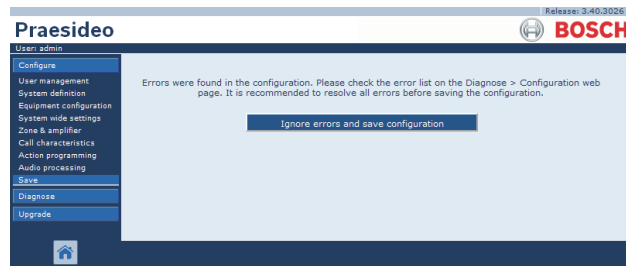 Release: 3.40.3026
Praesideo
BOSCH
User: admin
Configure
User management
System definition
Equipment configuration
System wide settings
Zone & amplifier
Call characteristics
Action programming
Audio processing
Save
Diagnose
Upgrade
Errors were found in the configuration. Please check the error list on the Diagnose > Configuration web
page. It is recommended to resolve all errors before saving the configuration.
Ignore errors and save configuration